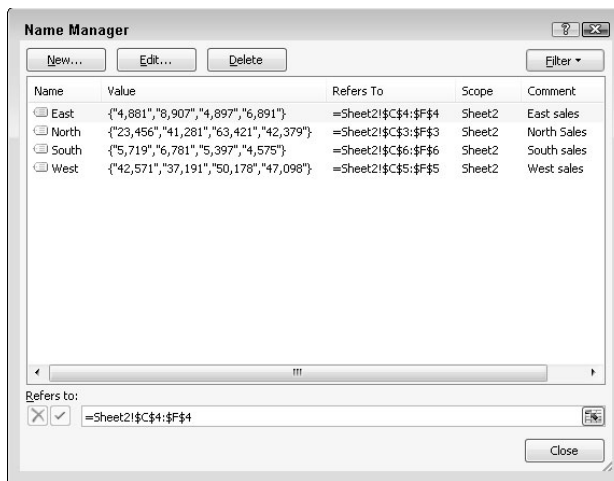 Name Manager
New... Edit... Delete Filter
Name Value Refers To Scope Comment
East {"4,881","8,907","4,897","6,891"} =Sheet2!$C$4:$F$4 Sheet2 East sales
North {"23,456","41,281","63,421","42,379"} =Sheet2!$C$3:$F$3 Sheet2 North Sales
South {"5,719","6,781","5,397","4,575"} =Sheet2!$C$6:$F$6 Sheet2 South sales
West {"42,571","37,191","50,178","47,098"} =Sheet2!$C$5:$F$5 Sheet2 West sales
Refers to:
=Sheet2!$C$4:$F$4
Close